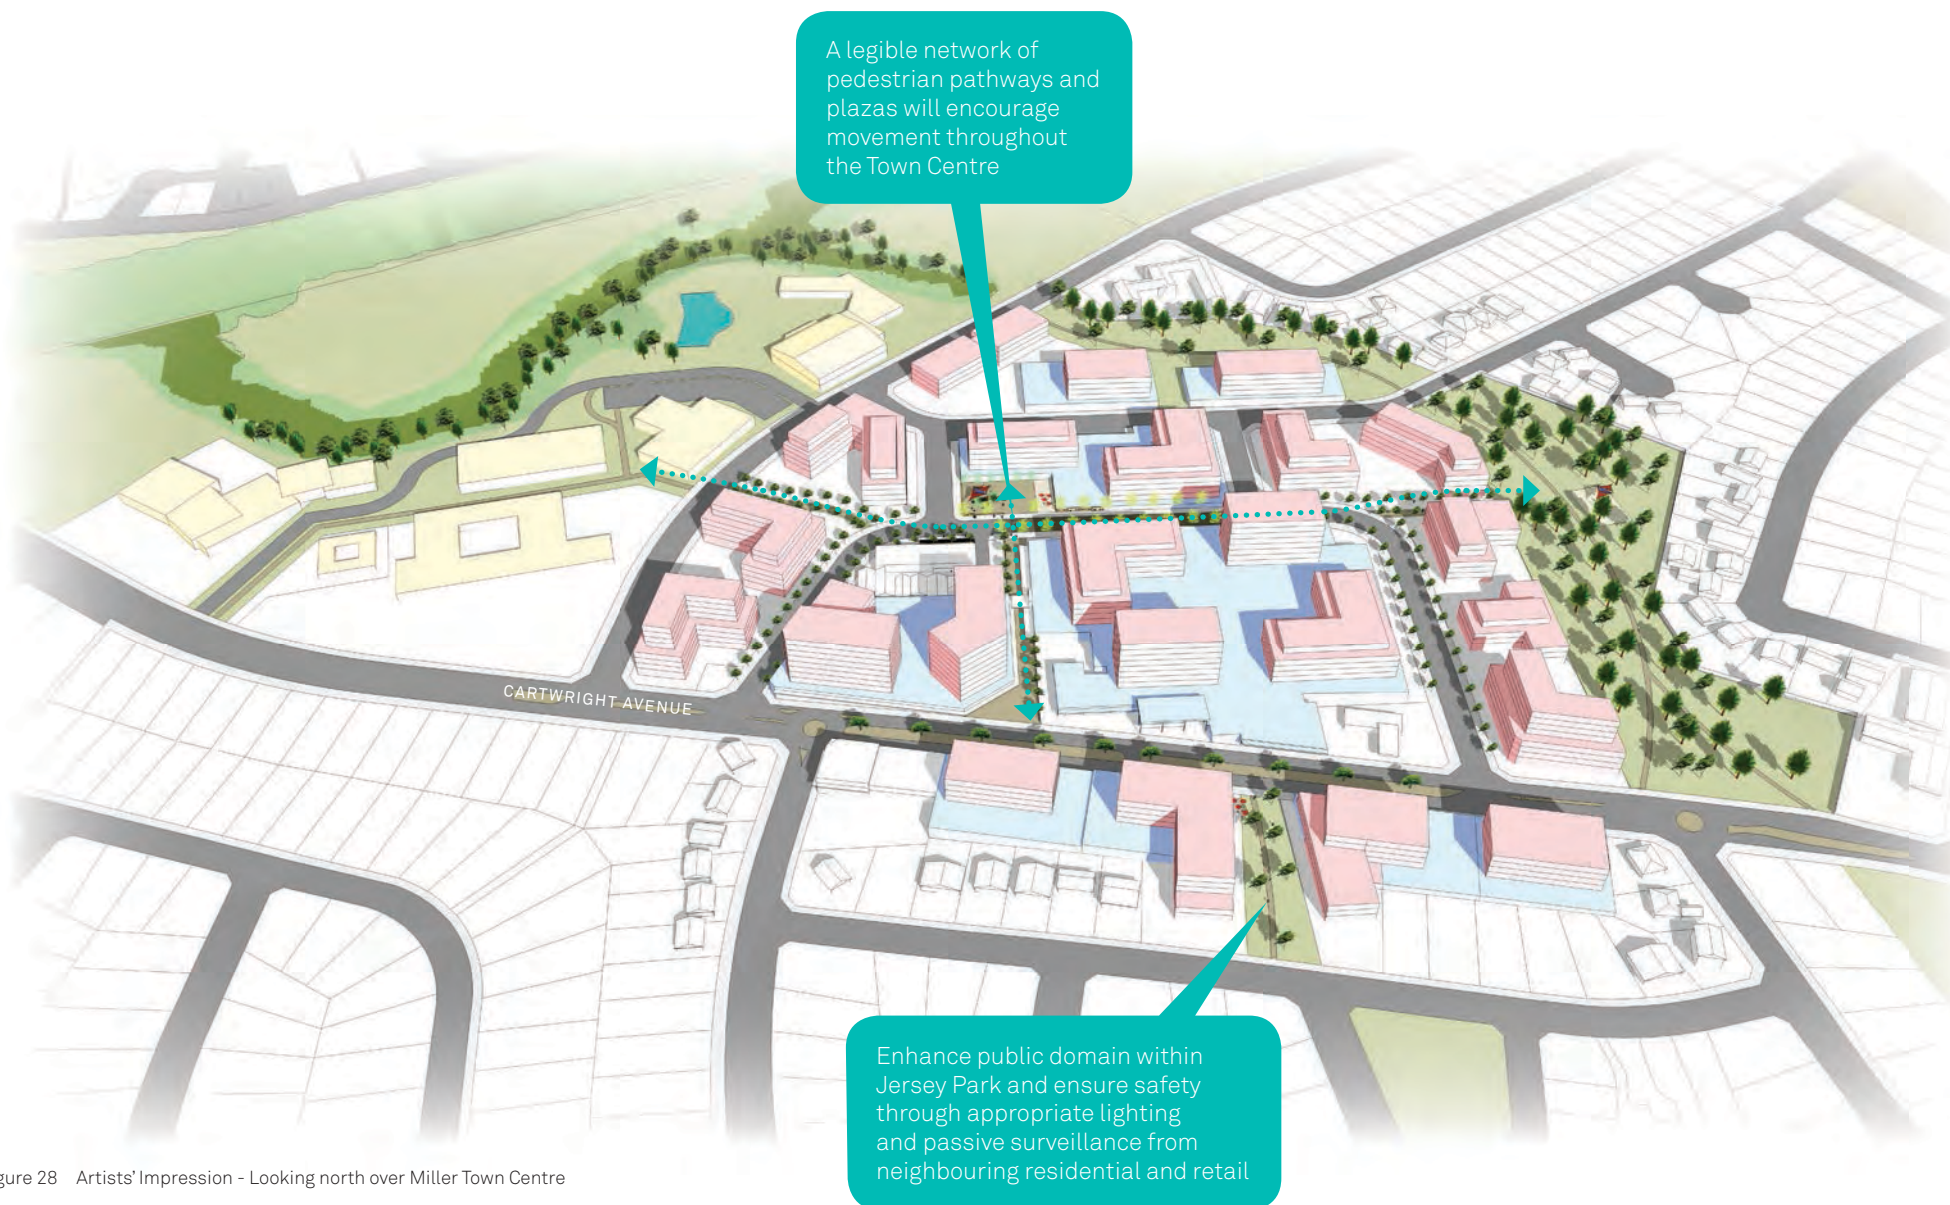 A legible network of
pedestrian pathways and
plazas will encourage
movement throughout
the Town Centre
CARTWRIGHT AVENUE
Enhance public domain within
Jersey Park and ensure safety
through appropriate lighting
and passive surveillance from
neighbouring residential and retail
gure 28 Artists' Impression - Looking north over Miller Town Centre